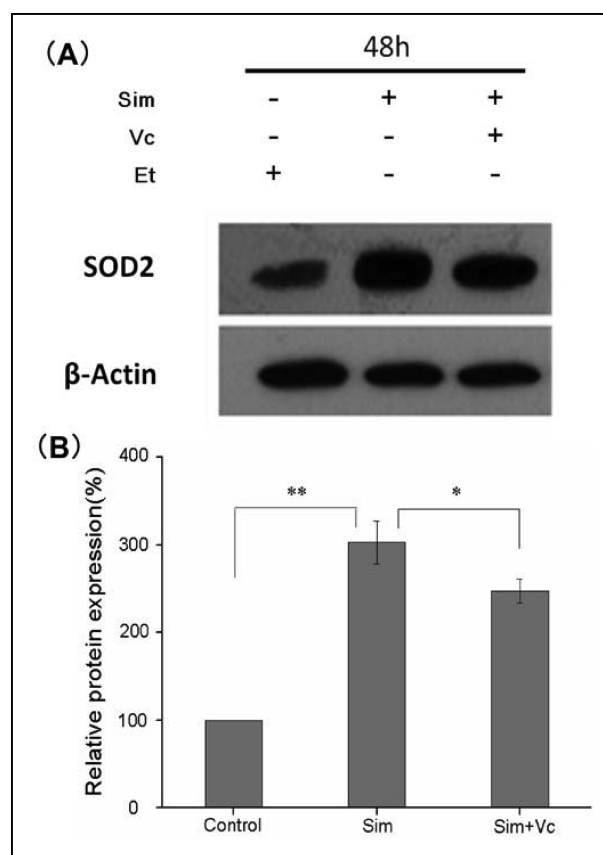 (A)
48h
Sim - + +
Vc - - +
Et + - -
SOD2
β-Actin
(B)
Relative protein expression(%)
400
300
200
100
0
** *
Control Sim Sim+Vc